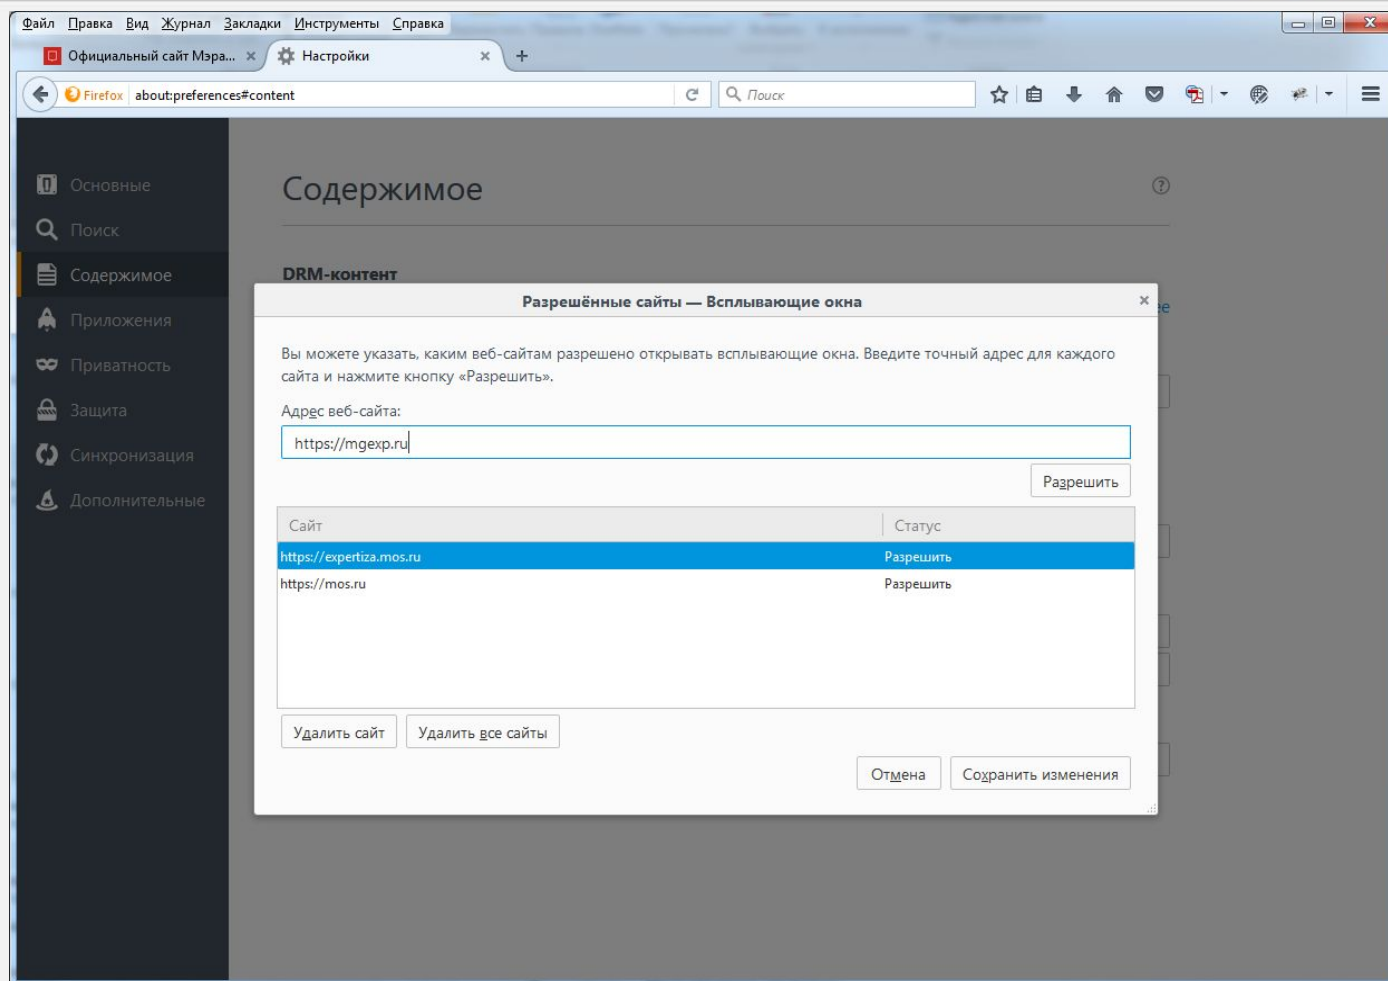 Файл Правка Вид Журнал Закладки Инструменты Справка
Официальный сайт Мэра... Настройки
Firefox about:preferences#content Поиск
Основные
Содержимое
Поиск
Содержимое
DRM-контент
Разрешённые сайты — Всплывающие окна
ее
Приложения
Вы можете указать, каким веб-сайтам разрешено открывать всплывающие окна. Введите точный адрес для каждого
сайта и нажмите кнопку «Разрешить».
Приватность
Защита
Адрес веб-сайта:
https://mgexp.ru
Синхронизация
Разрешить
Дополнительные
Сайт Статус
https://expertiza.mos.ru Разрешить
https://mos.ru Разрешить
Удалить сайт Удалить все сайты
Отмена Сохранить изменения